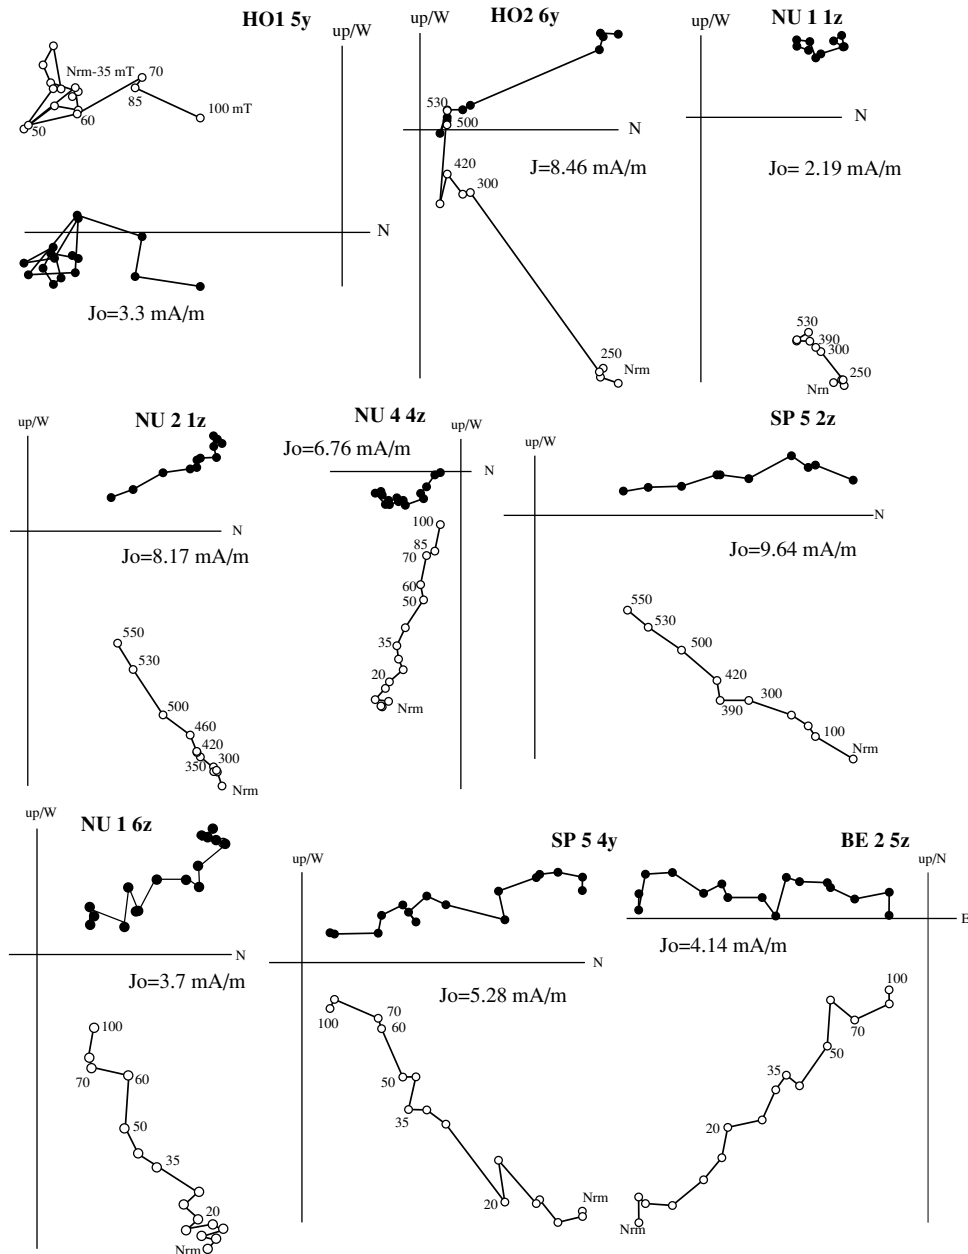 HO1 5y
up/W
Nrm-35 mT
70
85
100 mT
50
60
N
Jo=3.3 mA/m
HO2 6y
up/W
530
500
N
420
300
J=8.46 mA/m
250
Nrm
NU 1 1z
up/W
Jo= 2.19 mA/m
530
390
300
250
Nrn
NU 2 1z
up/W
N
Jo=8.17 mA/m
550
530
500
460
420
350
300
Nrm
NU 4 4z
up/W
Jo=6.76 mA/m
N
100
85
70
60
50
35
20
Nrm
SP 5 2z
up/W
N
Jo=9.64 mA/m
550
530
500
420
390
300
100
Nrm
NU 1 6z
up/W
N
Jo=3.7 mA/m
100
70
60
50
35
20
Nrm
SP 5 4y
up/W
N
Jo=5.28 mA/m
100
70
60
50
35
20
Nrm
BE 2 5z
up/N
E
Jo=4.14 mA/m
100
70
50
35
20
Nrm